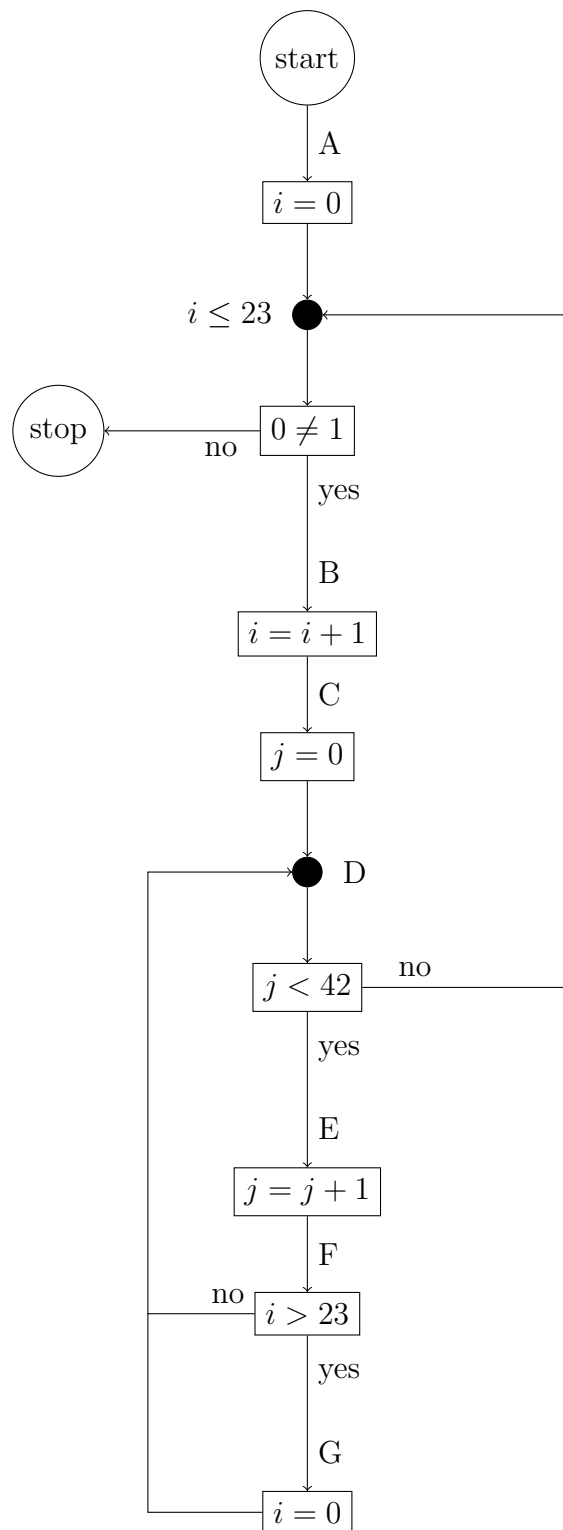 start
A
i = 0
i ≤ 23
stop
no
0 ≠ 1
yes
B
i = i + 1
C
j = 0
D
j < 42
no
yes
E
j = j + 1
F
no
i > 23
yes
G
i = 0